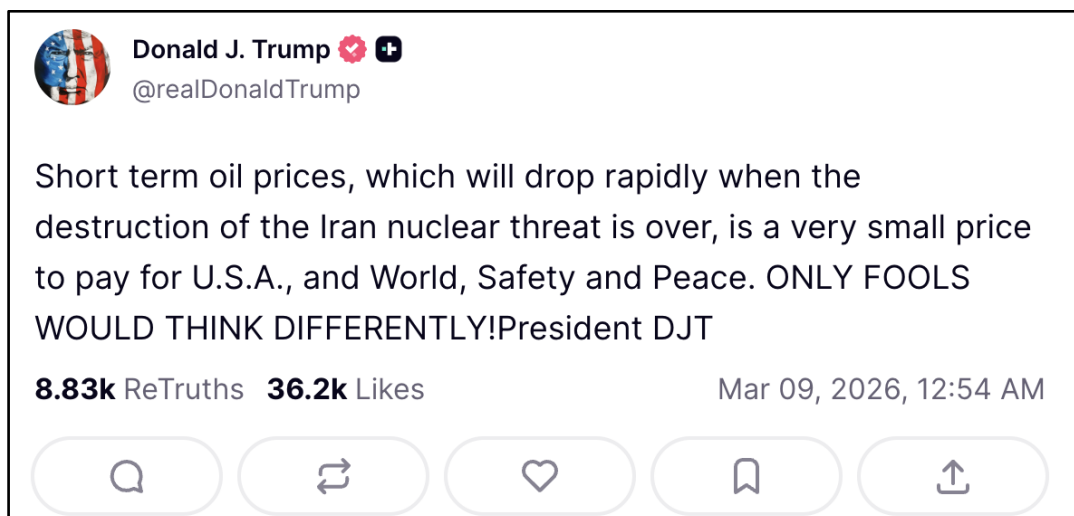 Donald J. Trump
@realDonaldTrump
Short term oil prices, which will drop rapidly when the
destruction of the Iran nuclear threat is over, is a very small price
to pay for U.S.A., and World, Safety and Peace. ONLY FOOLS
WOULD THINK DIFFERENTLY!President DJT
8.83k ReTruths 36.2k Likes Mar 09, 2026, 12:54 AM